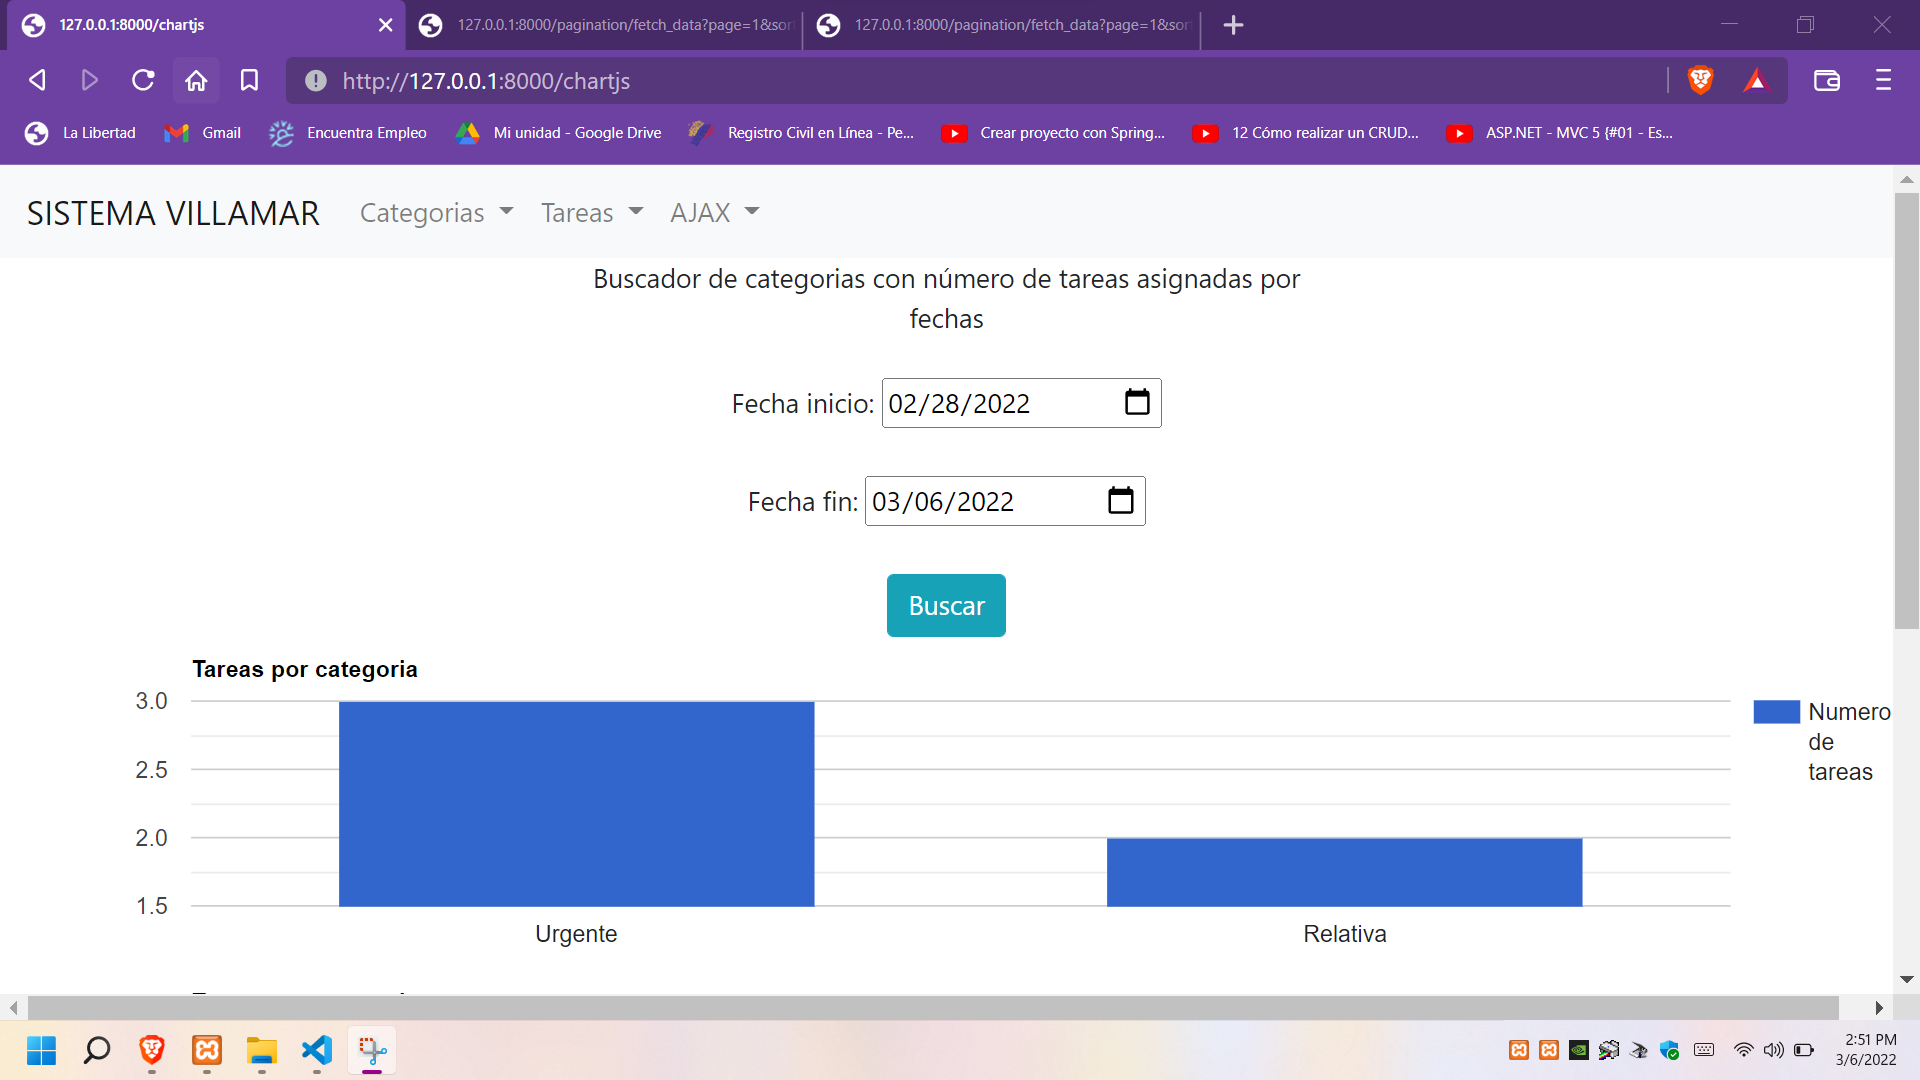 127.0.0.1:8000/chartjs
127.0.0.1:8000/pagination/fetch_data?page=1&sor
127.0.0.1:8000/pagination/fetch_data?page=1&sor
http://127.0.0.1:8000/chartjs
La Libertad
Gmail
Encuentra Empleo
Mi unidad - Google Drive
Registro Civil en Línea - Pe...
Crear proyecto con Spring...
12 Cómo realizar un CRUD...
ASP.NET - MVC 5 {#01 - Es...
SISTEMA VILLAMAR
Categorias
Tareas
AJAX
Buscador de categorias con número de tareas asignadas por
fechas
Fecha inicio: 02/28/2022
Fecha fin: 03/06/2022
Buscar
Tareas por categoria
3.0
2.5
2.0
1.5
Urgente
Relativa
Numero
de
tareas
2:51 PM
3/6/2022